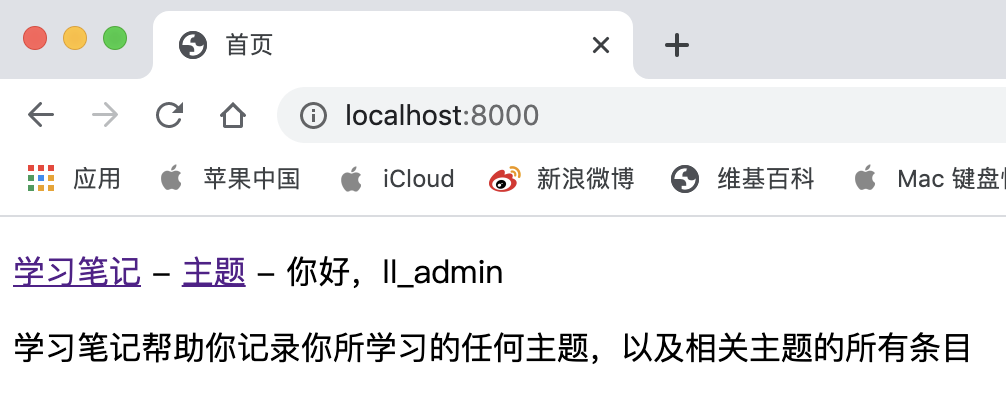 首页
localhost:8000
应用 苹果中国 iCloud 新浪微博 维基百科 Mac 键盘
学习笔记 - 主题 - 你好，ll_admin
学习笔记帮助你记录你所学习的任何主题，以及相关主题的所有条目